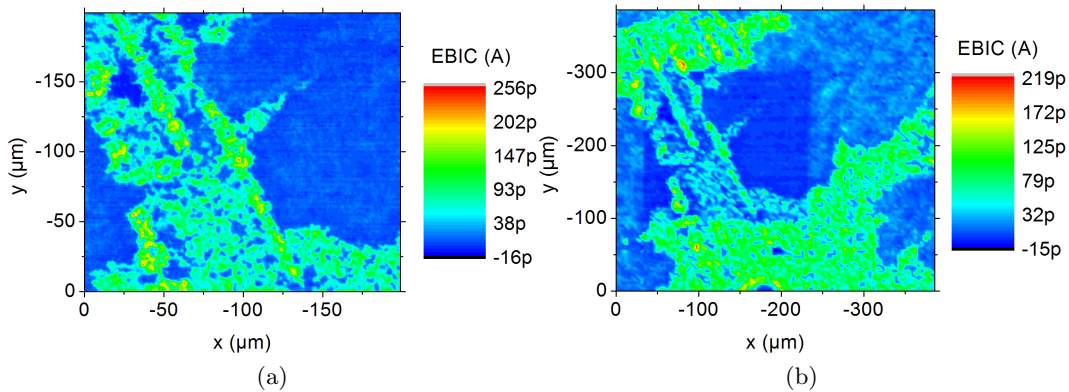 EBIC (A)
256p
202p
147p
93p
38p
-16p
-150
-100
-50
0
y (µm)
0 -50 -100 -150
x (µm)
(a)
EBIC (A)
219p
172p
125p
79p
32p
-15p
-300
-200
-100
0
y (µm)
0 -100 -200 -300
x (µm)
(b)